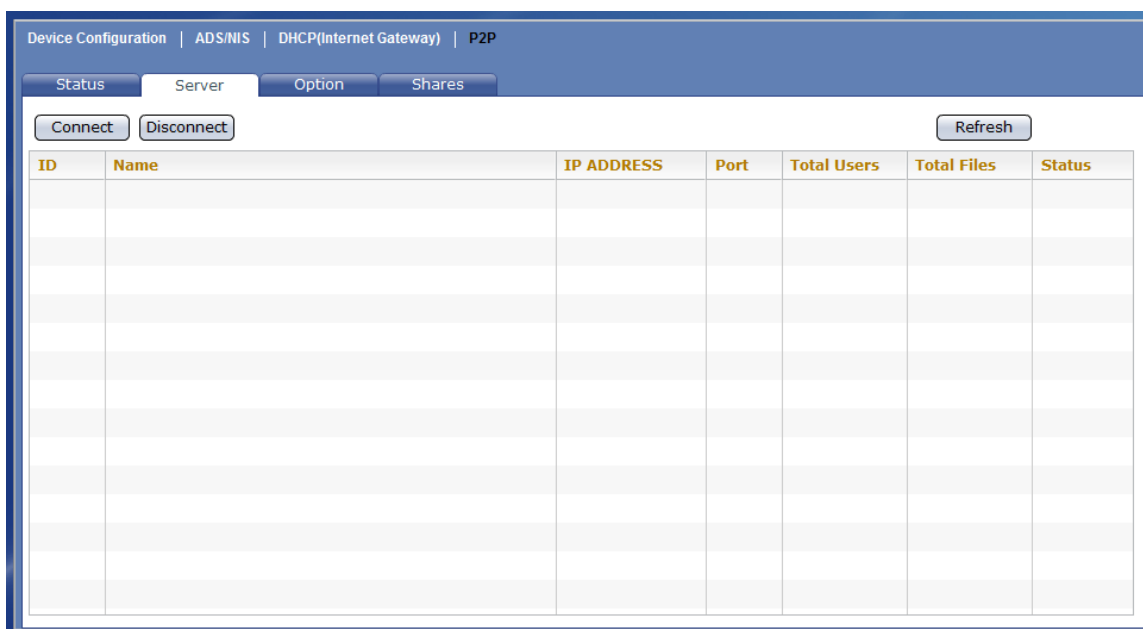 Device Configuration | ADS/NIS | DHCP(Internet Gateway) | P2P
Status Server Option Shares
Connect Disconnect Refresh
ID Name IP ADDRESS Port Total Users Total Files Status